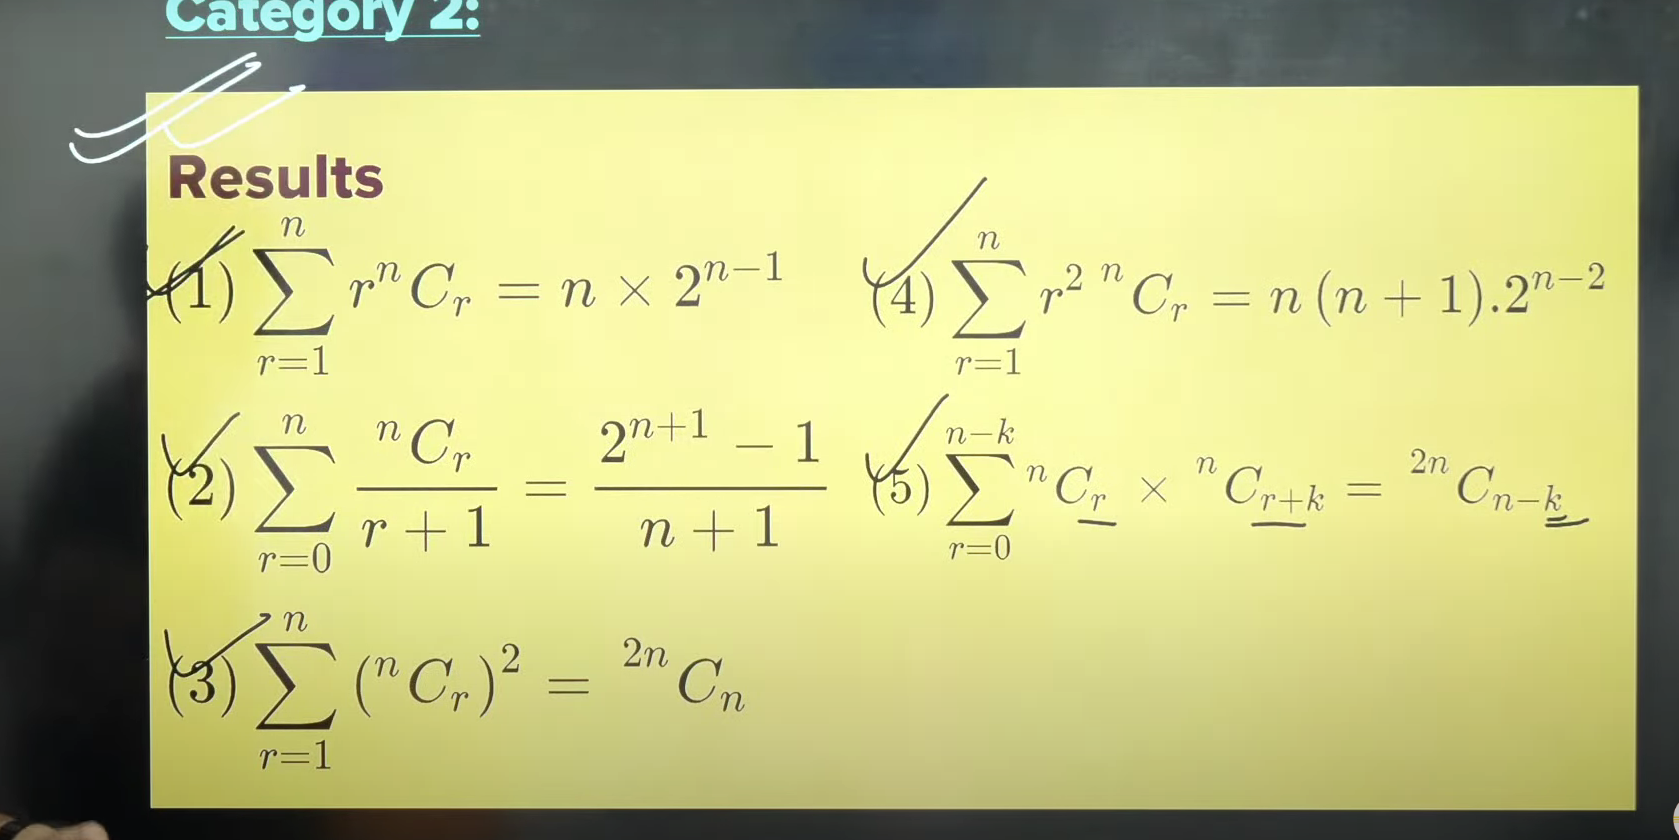 Category 2:
Results
(1) \sum_{r=1}^{n} r ^{n}C_{r} = n \times 2^{n-1}
(2) \sum_{r=0}^{n} \frac{^{n}C_{r}}{r+1} = \frac{2^{n+1} - 1}{n+1}
(3) \sum_{r=1}^{n} (^{n}C_{r})^{2} = ^{2n}C_{n}
(4) \sum_{r=1}^{n} r^{2} ^{n}C_{r} = n(n+1).2^{n-2}
(5) \sum_{r=0}^{n-k} ^{n}C_{r} \times ^{n}C_{r+k} = ^{2n}C_{n-k}